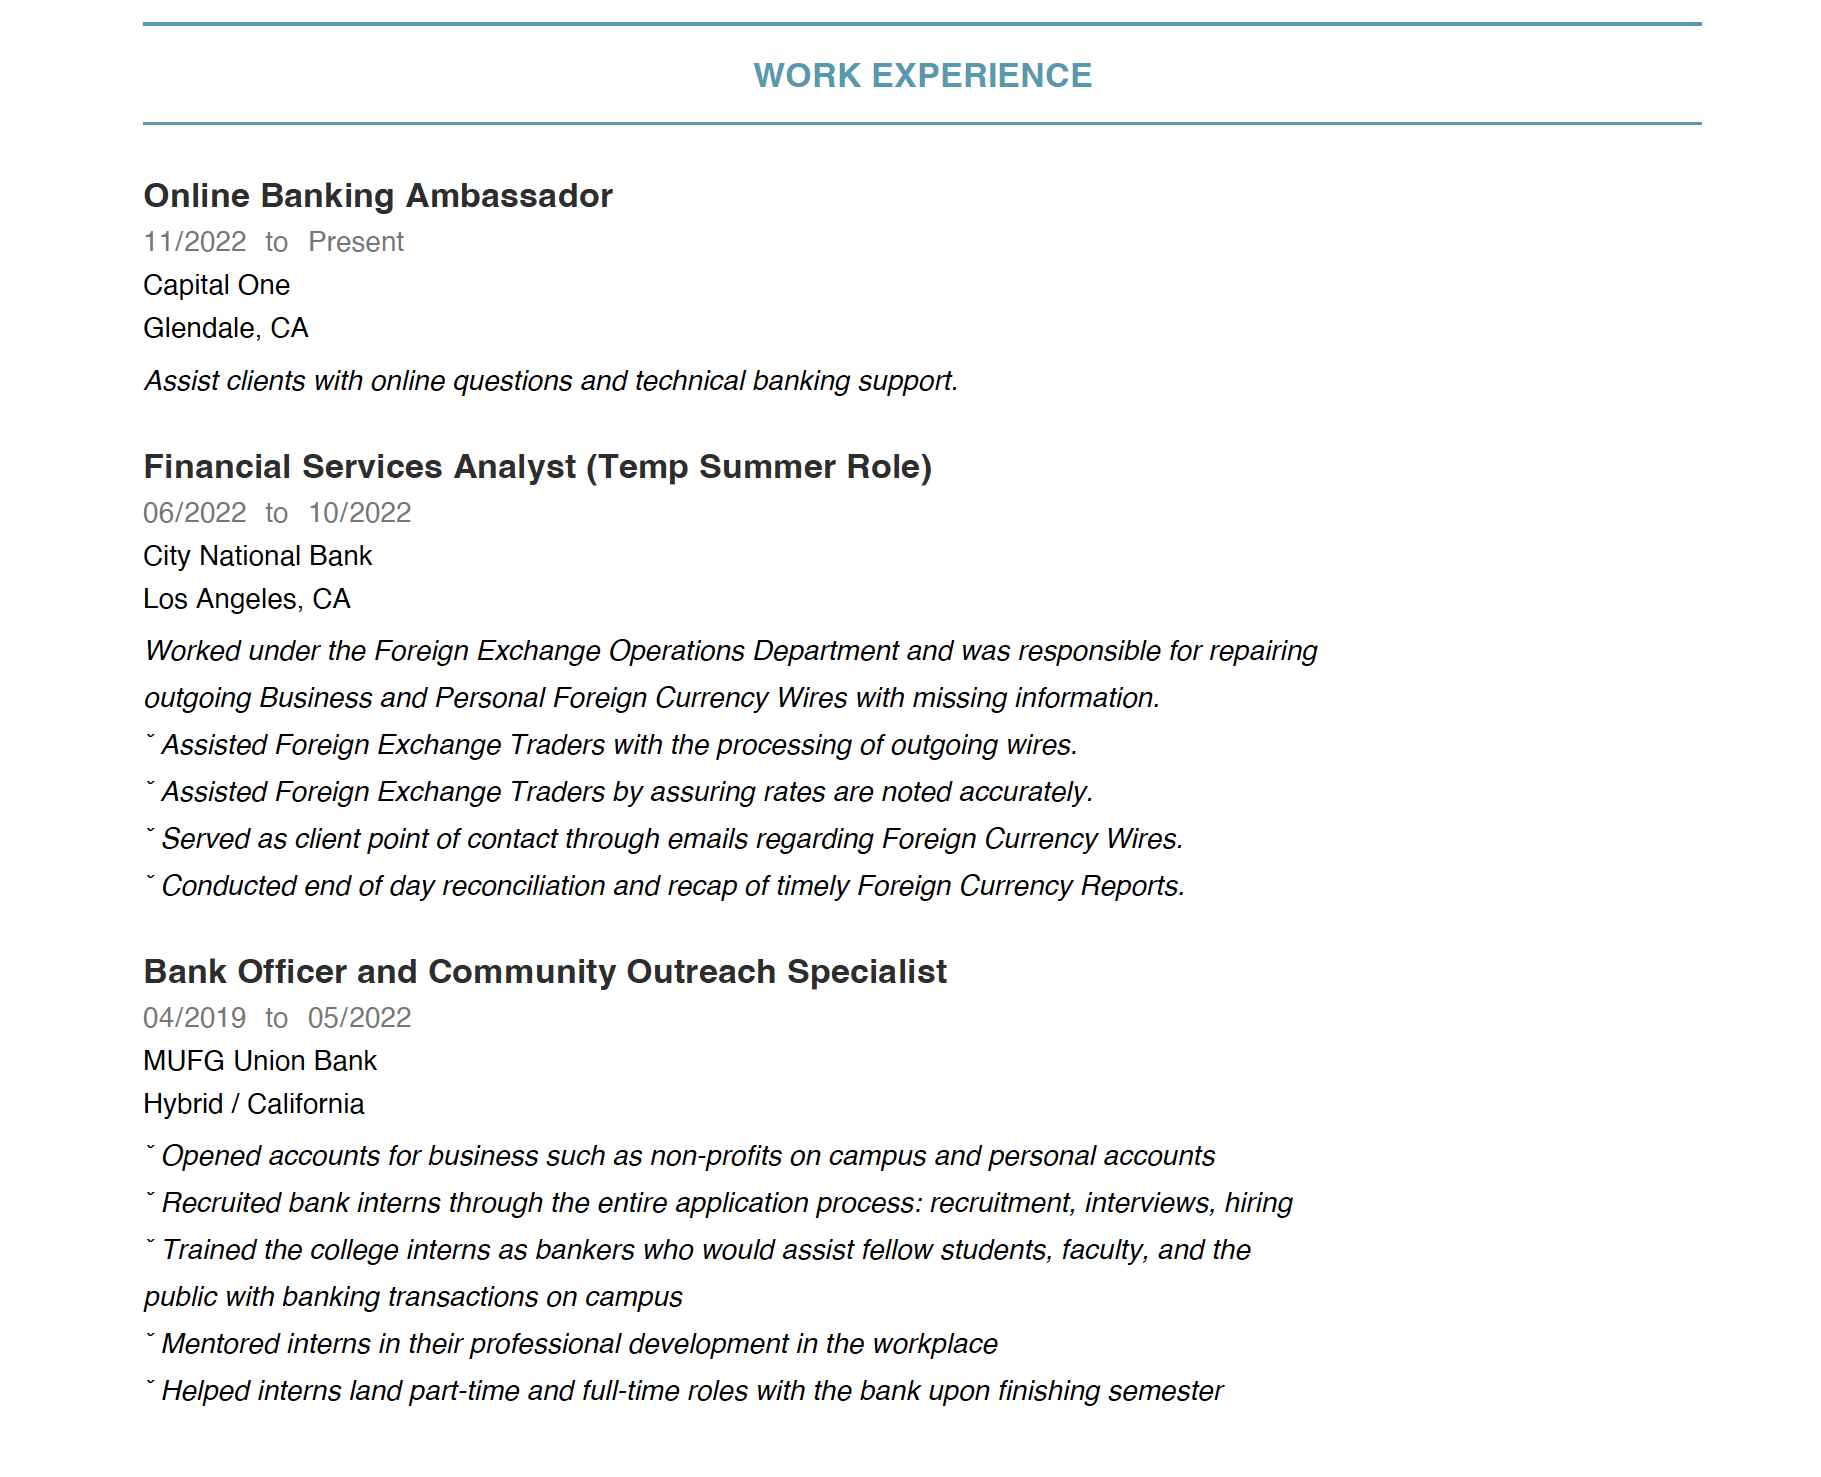 WORK EXPERIENCE
Online Banking Ambassador
11/2022 to Present
Capital One
Glendale, CA
Assist clients with online questions and technical banking support.
Financial Services Analyst (Temp Summer Role)
06/2022 to 10/2022
City National Bank
Los Angeles, CA
Worked under the Foreign Exchange Operations Department and was responsible for repairing
outgoing Business and Personal Foreign Currency Wires with missing information.
ˇ Assisted Foreign Exchange Traders with the processing of outgoing wires.
ˇ Assisted Foreign Exchange Traders by assuring rates are noted accurately.
ˇ Served as client point of contact through emails regarding Foreign Currency Wires.
ˇ Conducted end of day reconciliation and recap of timely Foreign Currency Reports.
Bank Officer and Community Outreach Specialist
04/2019 to 05/2022
MUFG Union Bank
Hybrid / California
ˇ Opened accounts for business such as non-profits on campus and personal accounts
ˇ Recruited bank interns through the entire application process: recruitment, interviews, hiring
ˇ Trained the college interns as bankers who would assist fellow students, faculty, and the
public with banking transactions on campus
ˇ Mentored interns in their professional development in the workplace
ˇ Helped interns land part-time and full-time roles with the bank upon finishing semester